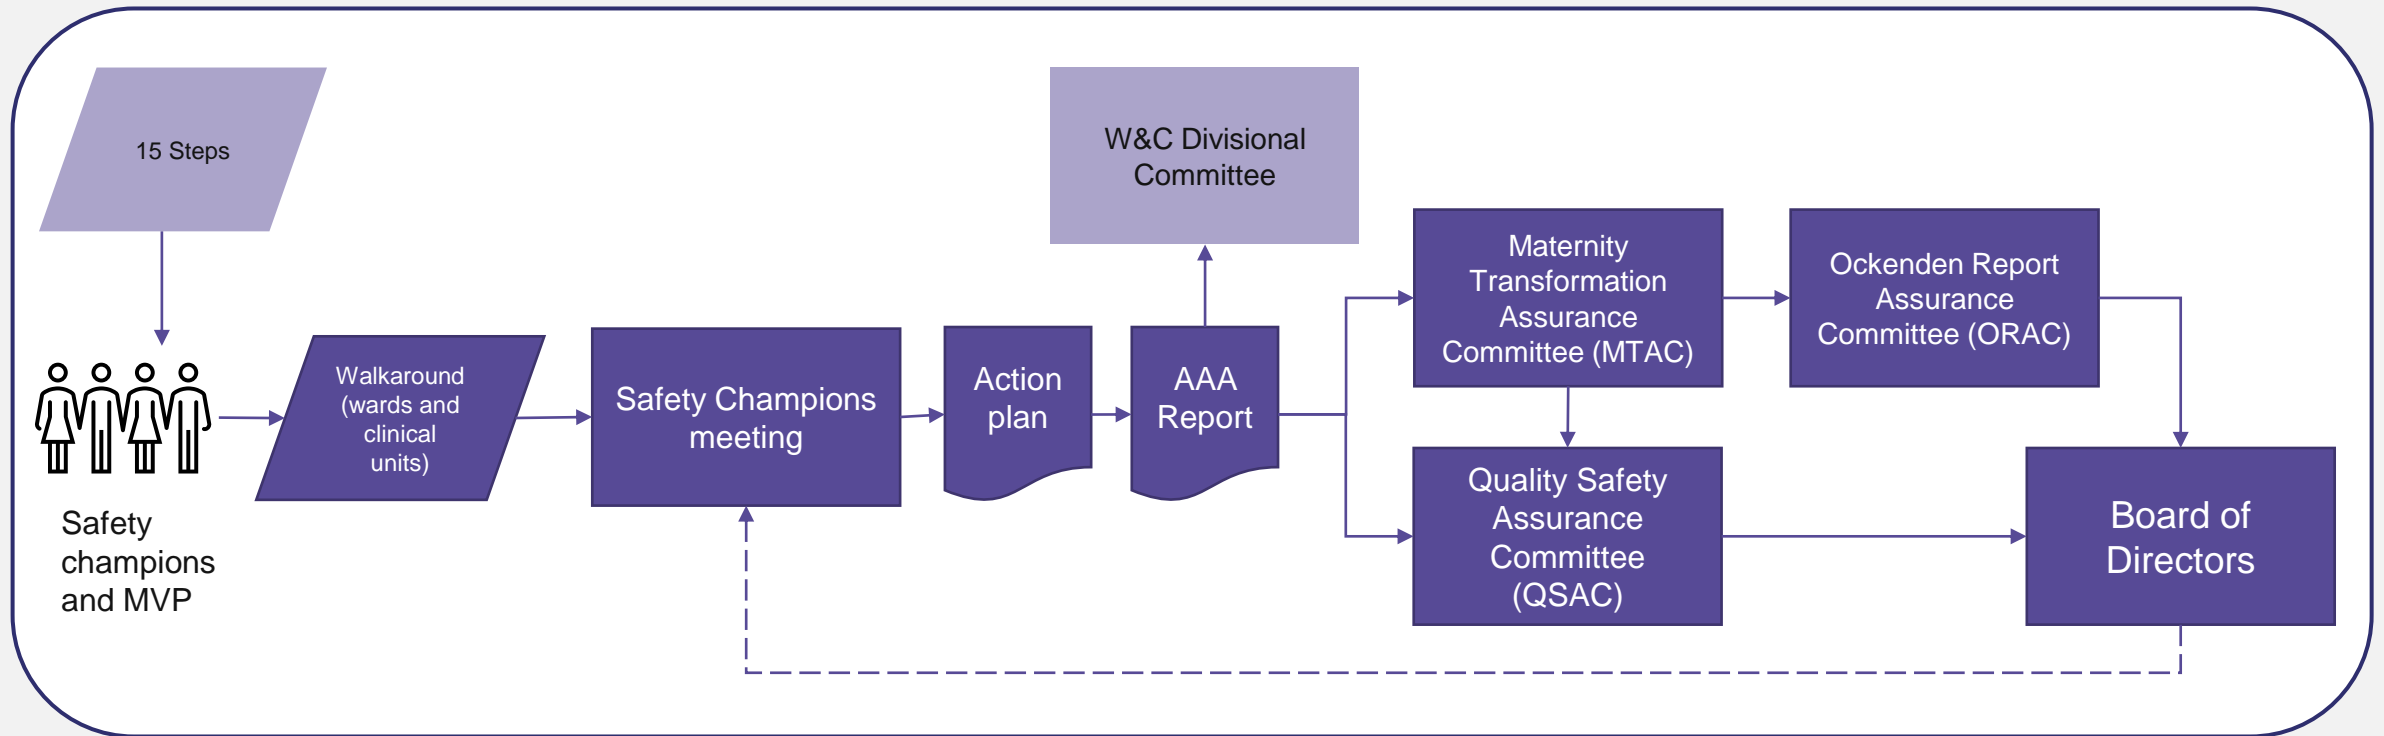 15 Steps
Safety
champions
and MVP
Walkaround
(wards and
clinical
units)
Safety Champions
meeting
Action
plan
AAA
Report
W&C Divisional
Committee
Maternity
Transformation
Assurance
Committee (MTAC)
Ockenden Report
Assurance
Committee (ORAC)
Quality Safety
Assurance
Committee
(QSAC)
Board of
Directors